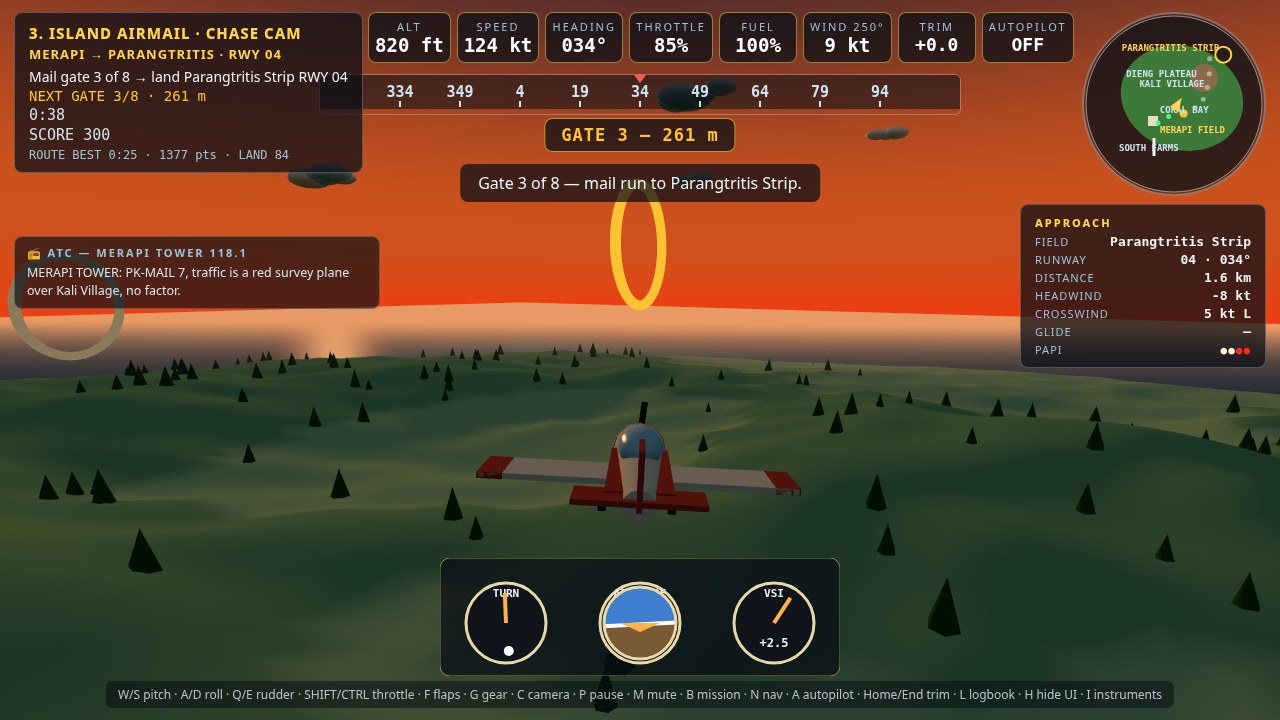 3. ISLAND AIRMAIL · CHASE CAM
MERAPI → PARANGTRITIS · RWY 04
Mail gate 3 of 8 → land Parangtritis Strip RWY 04
NEXT GATE 3/8 · 261 m
0:38
SCORE 300
ROUTE BEST 0:25 · 1377 pts · LAND 84
ALT
820 ft
SPEED
124 kt
HEADING
034°
THROTTLE
85%
FUEL
100%
WIND 250°
9 kt
TRIM
+0.0
AUTOPILOT
OFF
334 349 4 19 34 49 64 79 94
GATE 3 — 261 m
Gate 3 of 8 — mail run to Parangtritis Strip.
PARANGTRITIS STRIP
DIENG PLATEAU
KALI VILLAGE
CORAL BAY
MERAPI FIELD
SOUTH FARMS
📻 ATC — MERAPI TOWER 118.1
MERAPI TOWER: PK-MAIL 7, traffic is a red survey plane
over Kali Village, no factor.
APPROACH
FIELD Parangtritis Strip
RUNWAY 04 · 034°
DISTANCE 1.6 km
HEADWIND -8 kt
CROSSWIND 5 kt L
GLIDE —
PAPI
TURN
VSI
+2.5
W/S pitch · A/D roll · Q/E rudder · SHIFT/CTRL throttle · F flaps · G gear · C camera · P pause · M mute · B mission · N nav · A autopilot · Home/End trim · L logbook · H hide UI · I instruments